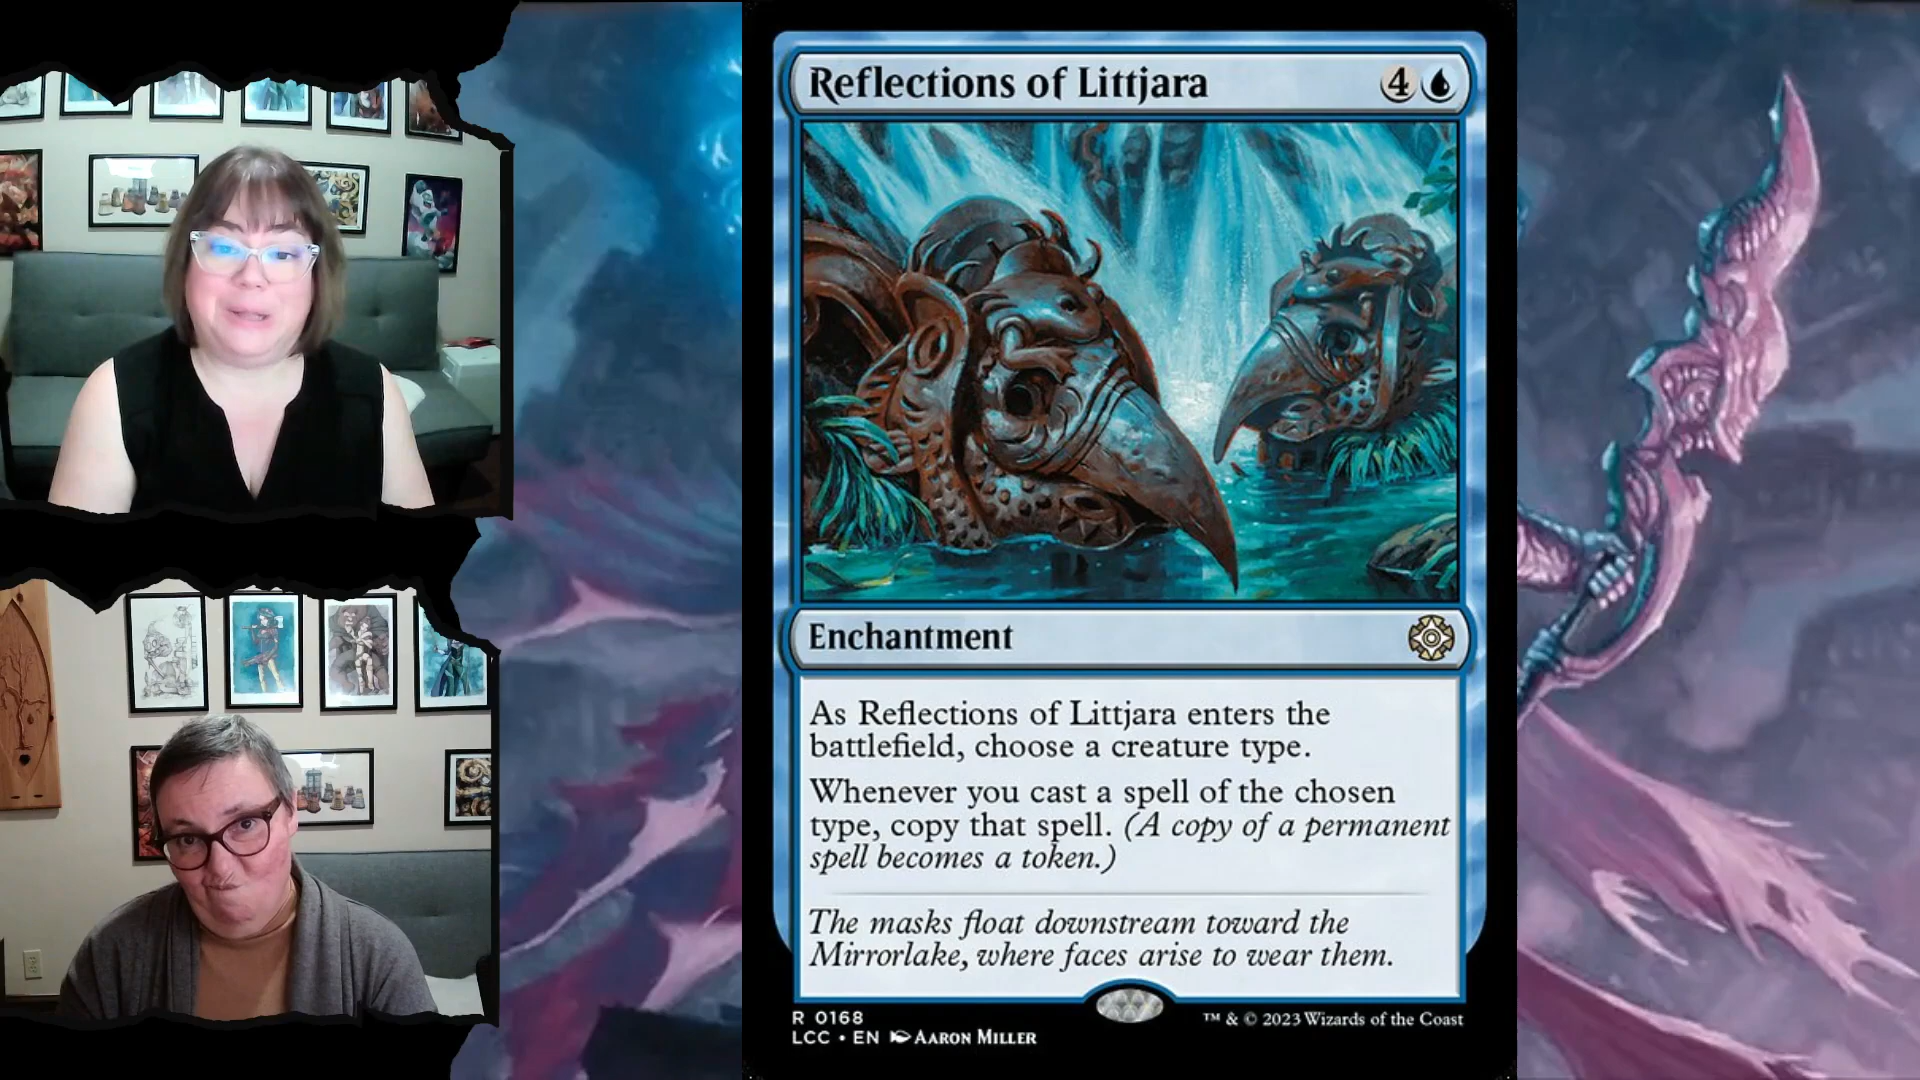 Reflections of Littjara 4
Enchantment
As Reflections of Littjara enters the
battlefield, choose a creature type.
Whenever you cast a spell of the chosen
type, copy that spell. (A copy of a permanent
spell becomes a token.)
The masks float downstream toward the
Mirrorlake, where faces arise to wear them.
R 0168
LCC • EN Aaron Miller
™ & © 2023 Wizards of the Coast